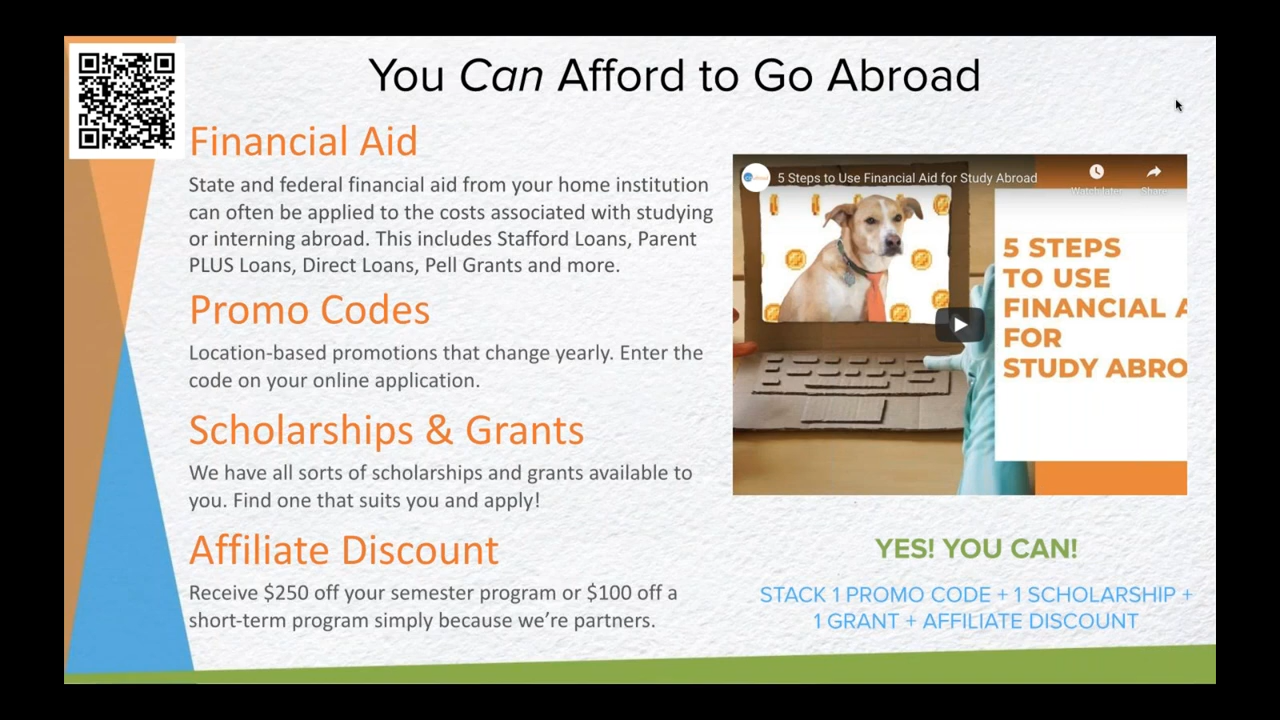 You Can Afford to Go Abroad
Financial Aid
State and federal financial aid from your home institution
can often be applied to the costs associated with studying
or interning abroad. This includes Stafford Loans, Parent
PLUS Loans, Direct Loans, Pell Grants and more.
Promo Codes
Location-based promotions that change yearly. Enter the
code on your online application.
Scholarships & Grants
We have all sorts of scholarships and grants available to
you. Find one that suits you and apply!
Affiliate Discount
Receive $250 off your semester program or $100 off a
short-term program simply because we’re partners.
5 Steps to Use Financial Aid for Study Abroad
Watch later
Share
5 STEPS
TO USE
FINANCIAL A
FOR
STUDY ABRO
YES! YOU CAN!
STACK 1 PROMO CODE + 1 SCHOLARSHIP +
1 GRANT + AFFILIATE DISCOUNT